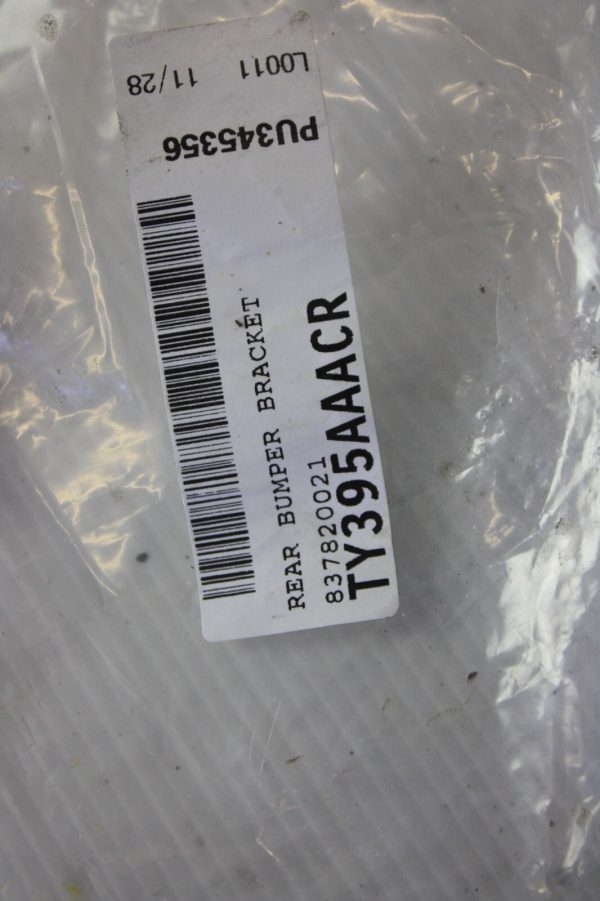 L0011 11/28
PU345356
REAR BUMPER BRACKET
837820021
TY395AAACR